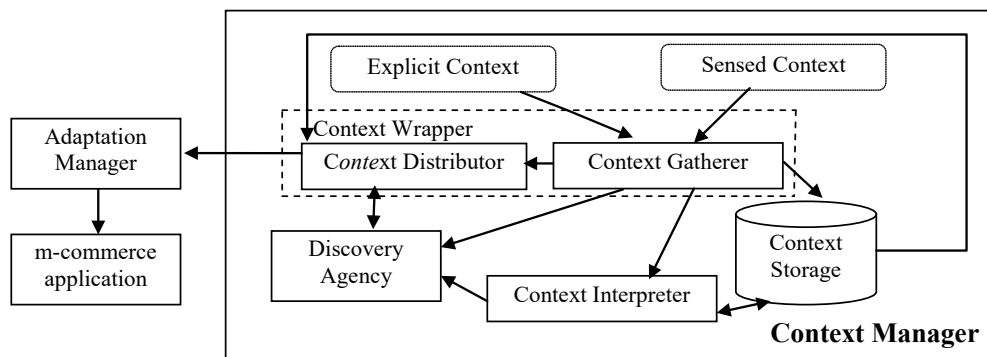 Explicit Context
Sensed Context
Adaptation
Manager
Context Wrapper
Context Distributor
Context Gatherer
m-commerce
application
Discovery
Agency
Context
Storage
Context Interpreter
Context Manager